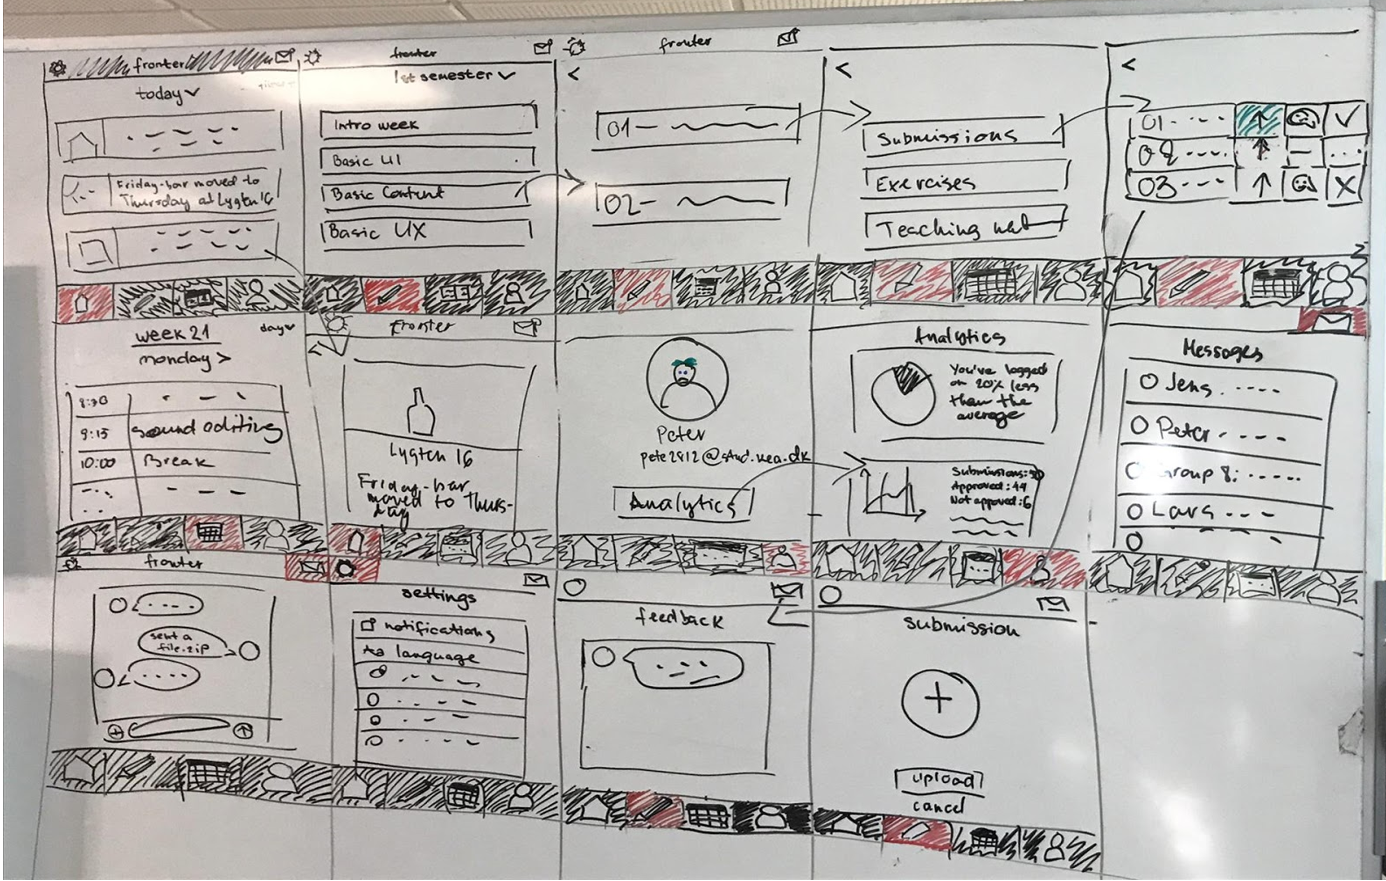 fronter
today
Friday-bar moved to
Thursday at Lygten 16
fronter
1st semester
Intro week
Basic UI
Basic Content
Basic UX
fronter
<
01
02
<
Submissions
Exercises
Teaching mat
<
01
02
03
week 21
day
monday >
8:30
9:15 sound editing
10:00 Break
fronter
Lygten 16
Friday-bar
moved to Thurs-
day
Peter
pete2812@stud.kea.dk
Analytics
Analytics
You've logged
on 20% less
than the
average
Submissions: 50
Approved: 44
Not approved: 6
Messages
Jens
Peter
Group 8:
Lars
fronter
sent a
file.zip
settings
notifications
Aa language
feedback
submission
+
upload
cancel